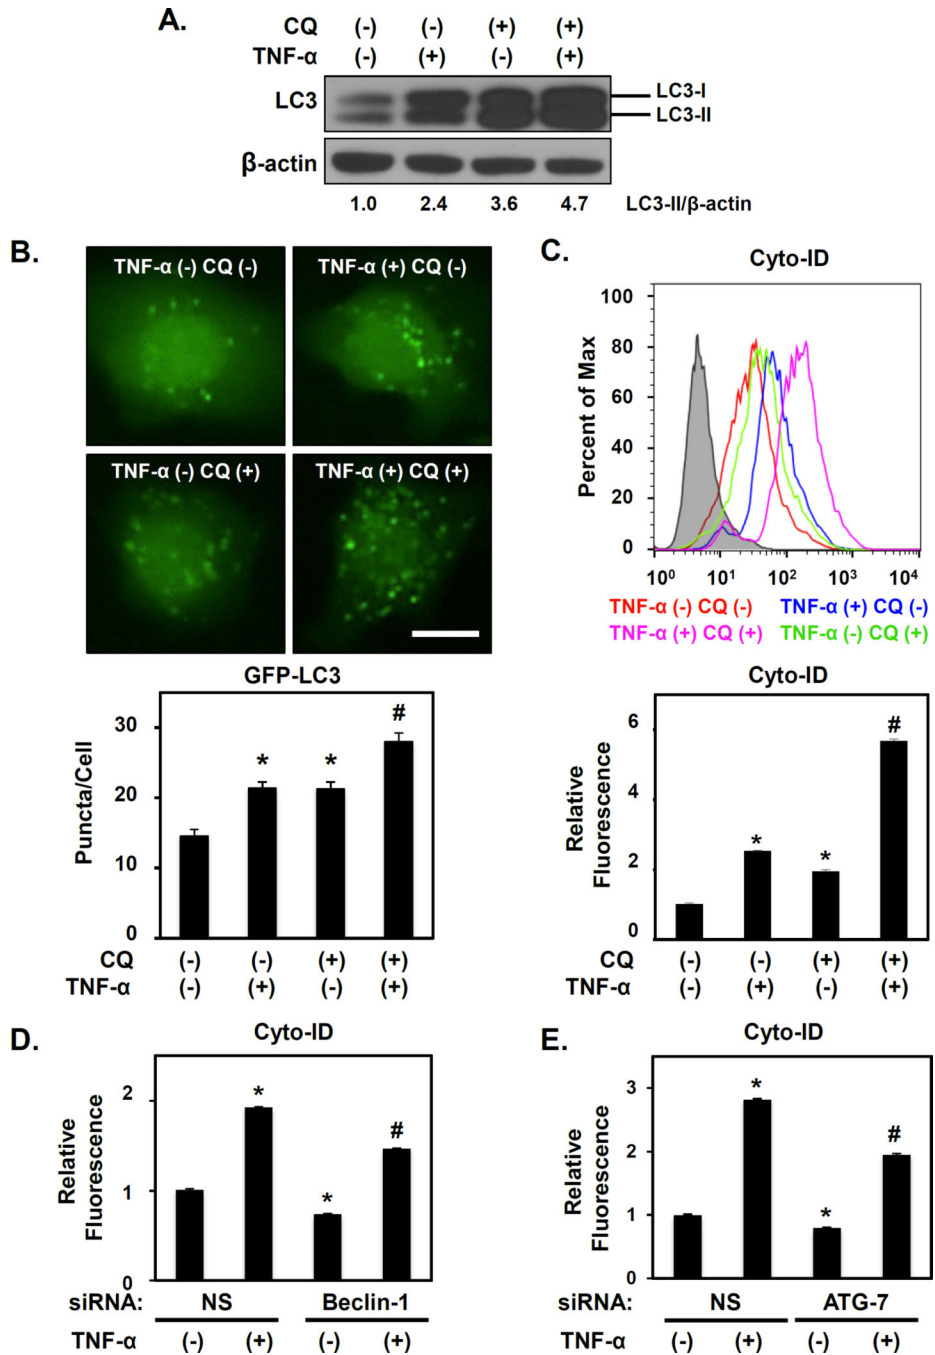 A.
CQ (-) (-) (+) (+)
TNF-α (-) (+) (-) (+)
LC3
LC3-I
LC3-II
β-actin
1.0 2.4 3.6 4.7 LC3-II/β-actin
B.
TNF-α (-) CQ (-)
TNF-α (+) CQ (-)
TNF-α (-) CQ (+)
TNF-α (+) CQ (+)
GFP-LC3
Puncta/Cell
30
20
10
0
* * #
CQ (-) (-) (+) (+)
TNF-α (-) (+) (-) (+)
C.
Cyto-ID
Percent of Max
100
80
60
40
20
0
10⁰ 10¹ 10² 10³ 10⁴
TNF-α (-) CQ (-) TNF-α (+) CQ (-)
TNF-α (+) CQ (+) TNF-α (-) CQ (+)
Cyto-ID
Relative
Fluorescence
6
4
2
0
* * #
CQ (-) (-) (+) (+)
TNF-α (-) (+) (-) (+)
D.
Cyto-ID
Relative
Fluorescence
2
1
0
* * #
siRNA: NS Beclin-1
TNF-α (-) (+) (-) (+)
E.
Cyto-ID
Relative
Fluorescence
3
2
1
0
* * #
siRNA: NS ATG-7
TNF-α (-) (+) (-) (+)